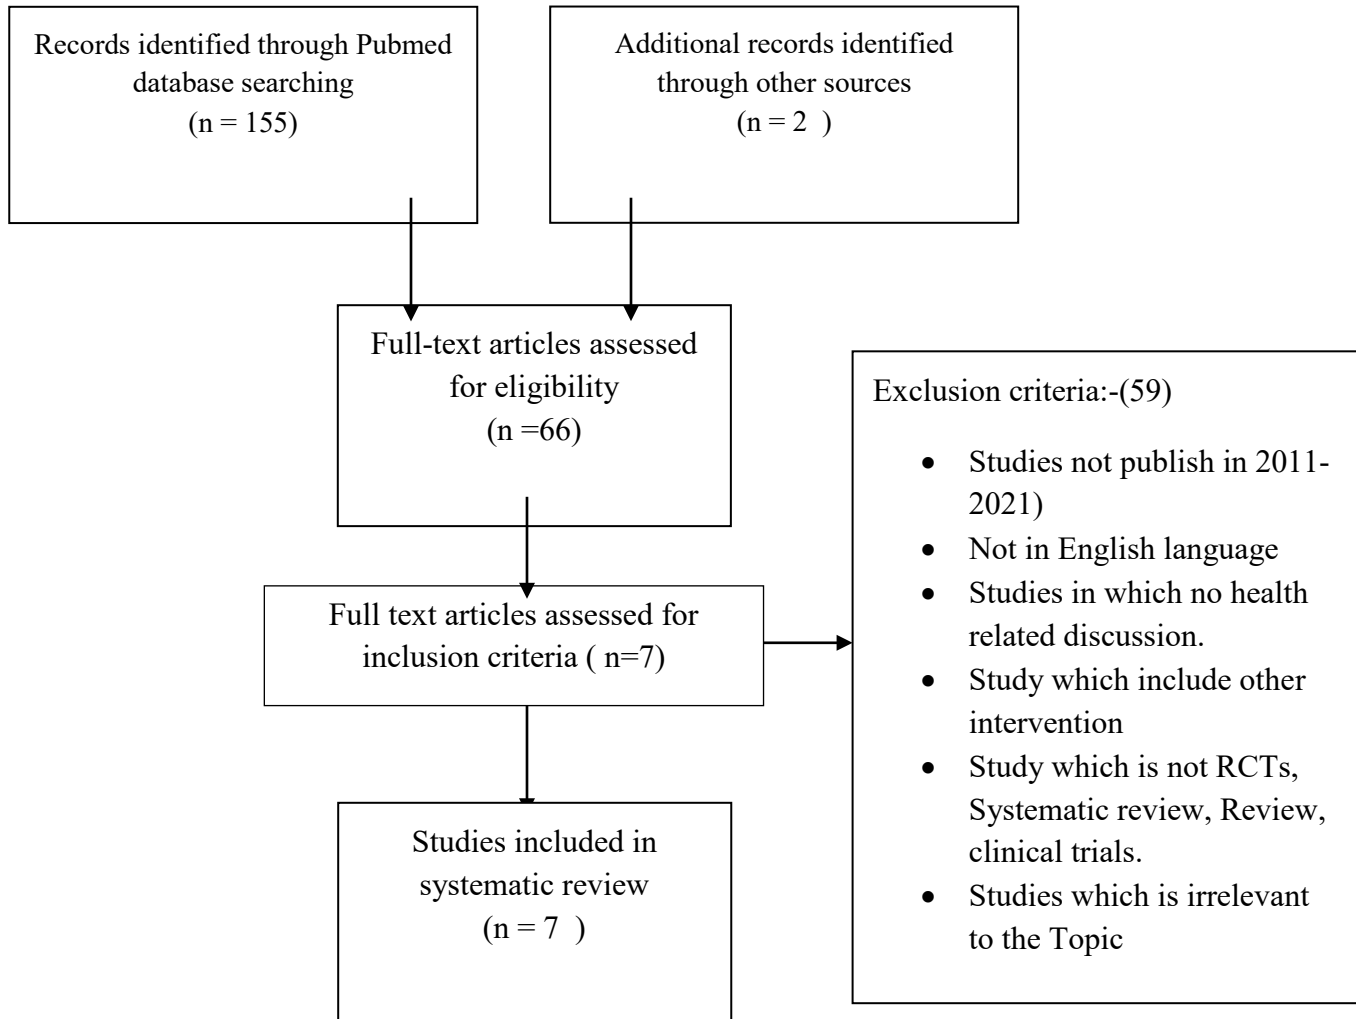 Records identified through Pubmed
database searching
(n = 155)
Additional records identified
through other sources
(n = 2  )
Full-text articles assessed
for eligibility
(n =66)
Full text articles assessed for
inclusion criteria ( n=7)
Studies included in
systematic review
(n = 7  )
Exclusion criteria:-(59)
• Studies not publish in 2011-
2021)
• Not in English language
• Studies in which no health
related discussion.
• Study which include other
intervention
• Study which is not RCTs,
Systematic review, Review,
clinical trials.
• Studies which is irrelevant
to the Topic